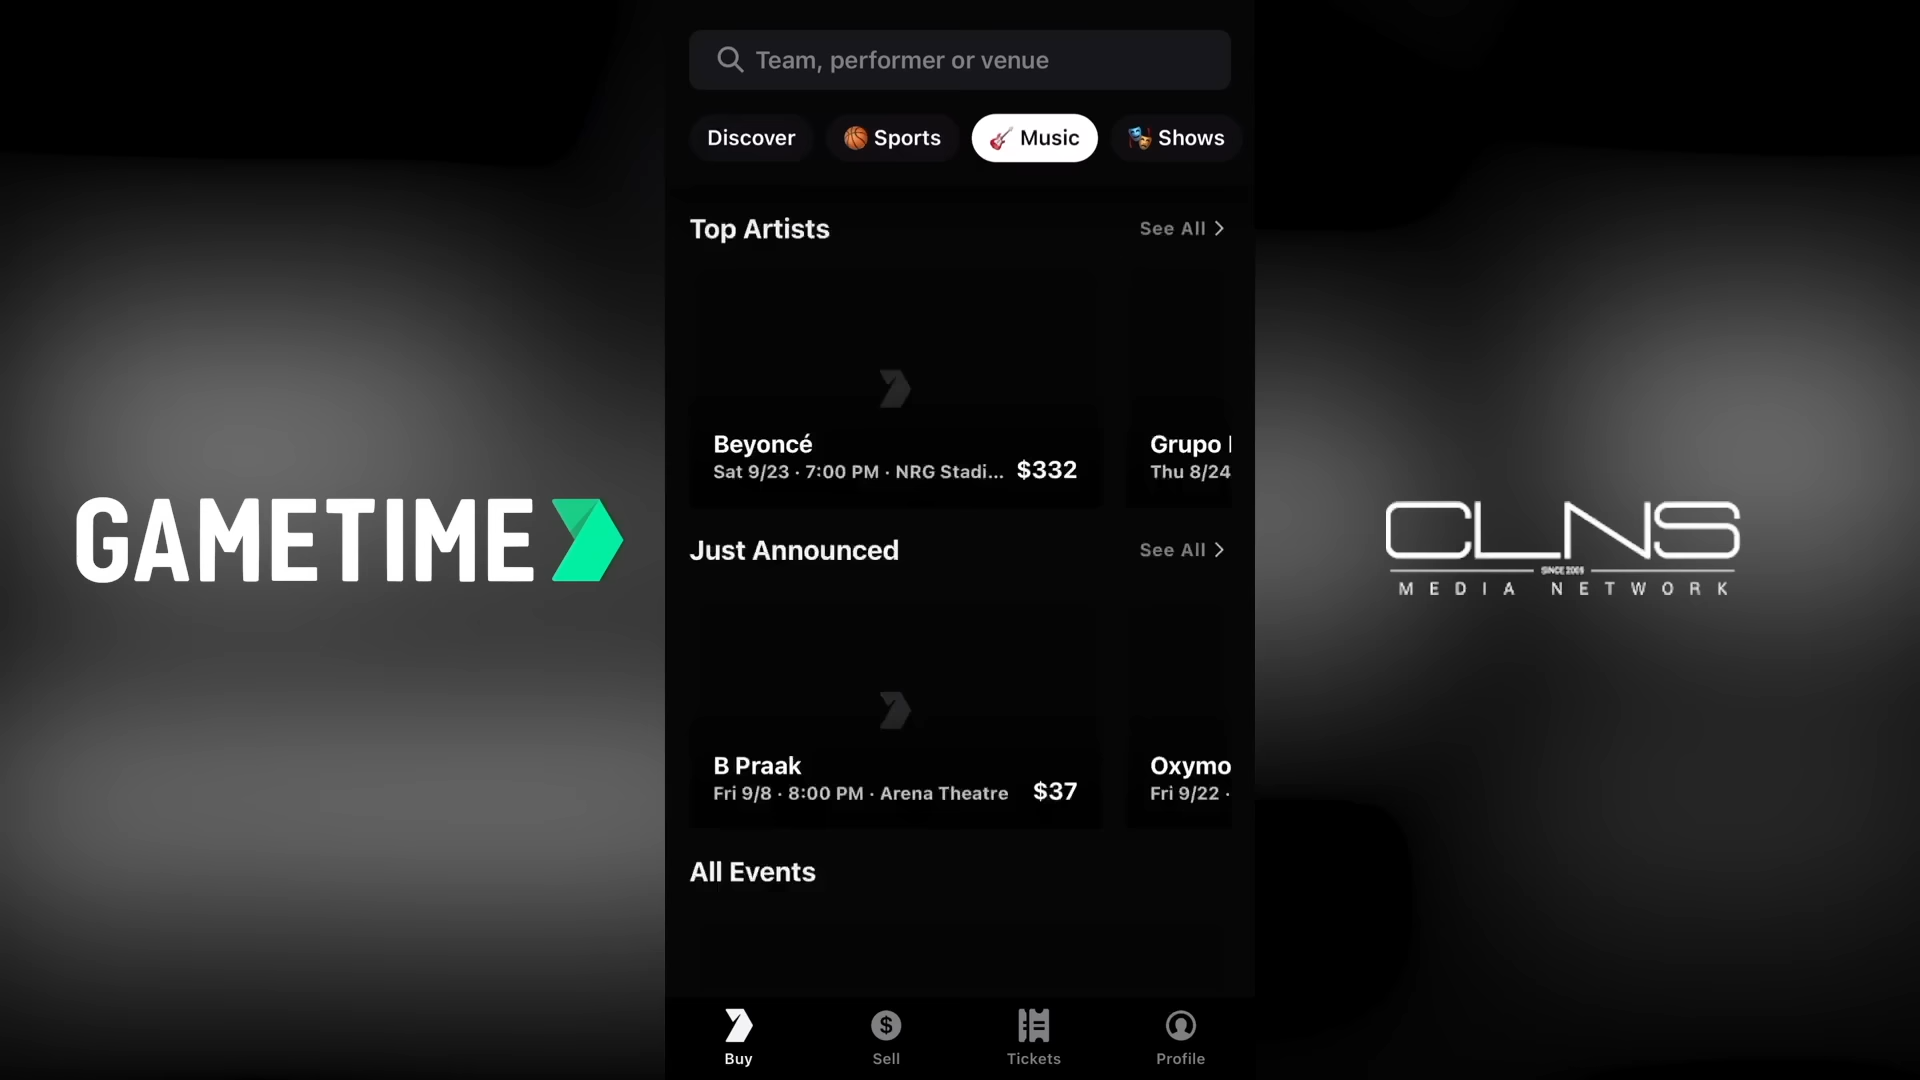 Team, performer or venue
Discover
Sports
Music
Shows
Top Artists
See All
Beyoncé
Sat 9/23 · 7:00 PM · NRG Stadi...
$332
Grupo
Thu 8/24
Just Announced
See All
B Praak
Fri 9/8 · 8:00 PM · Arena Theatre
$37
Oxymo
Fri 9/22 ·
All Events
Buy
Sell
Tickets
Profile
GAMETIME
CLNS
SINCE 2009
MEDIA NETWORK